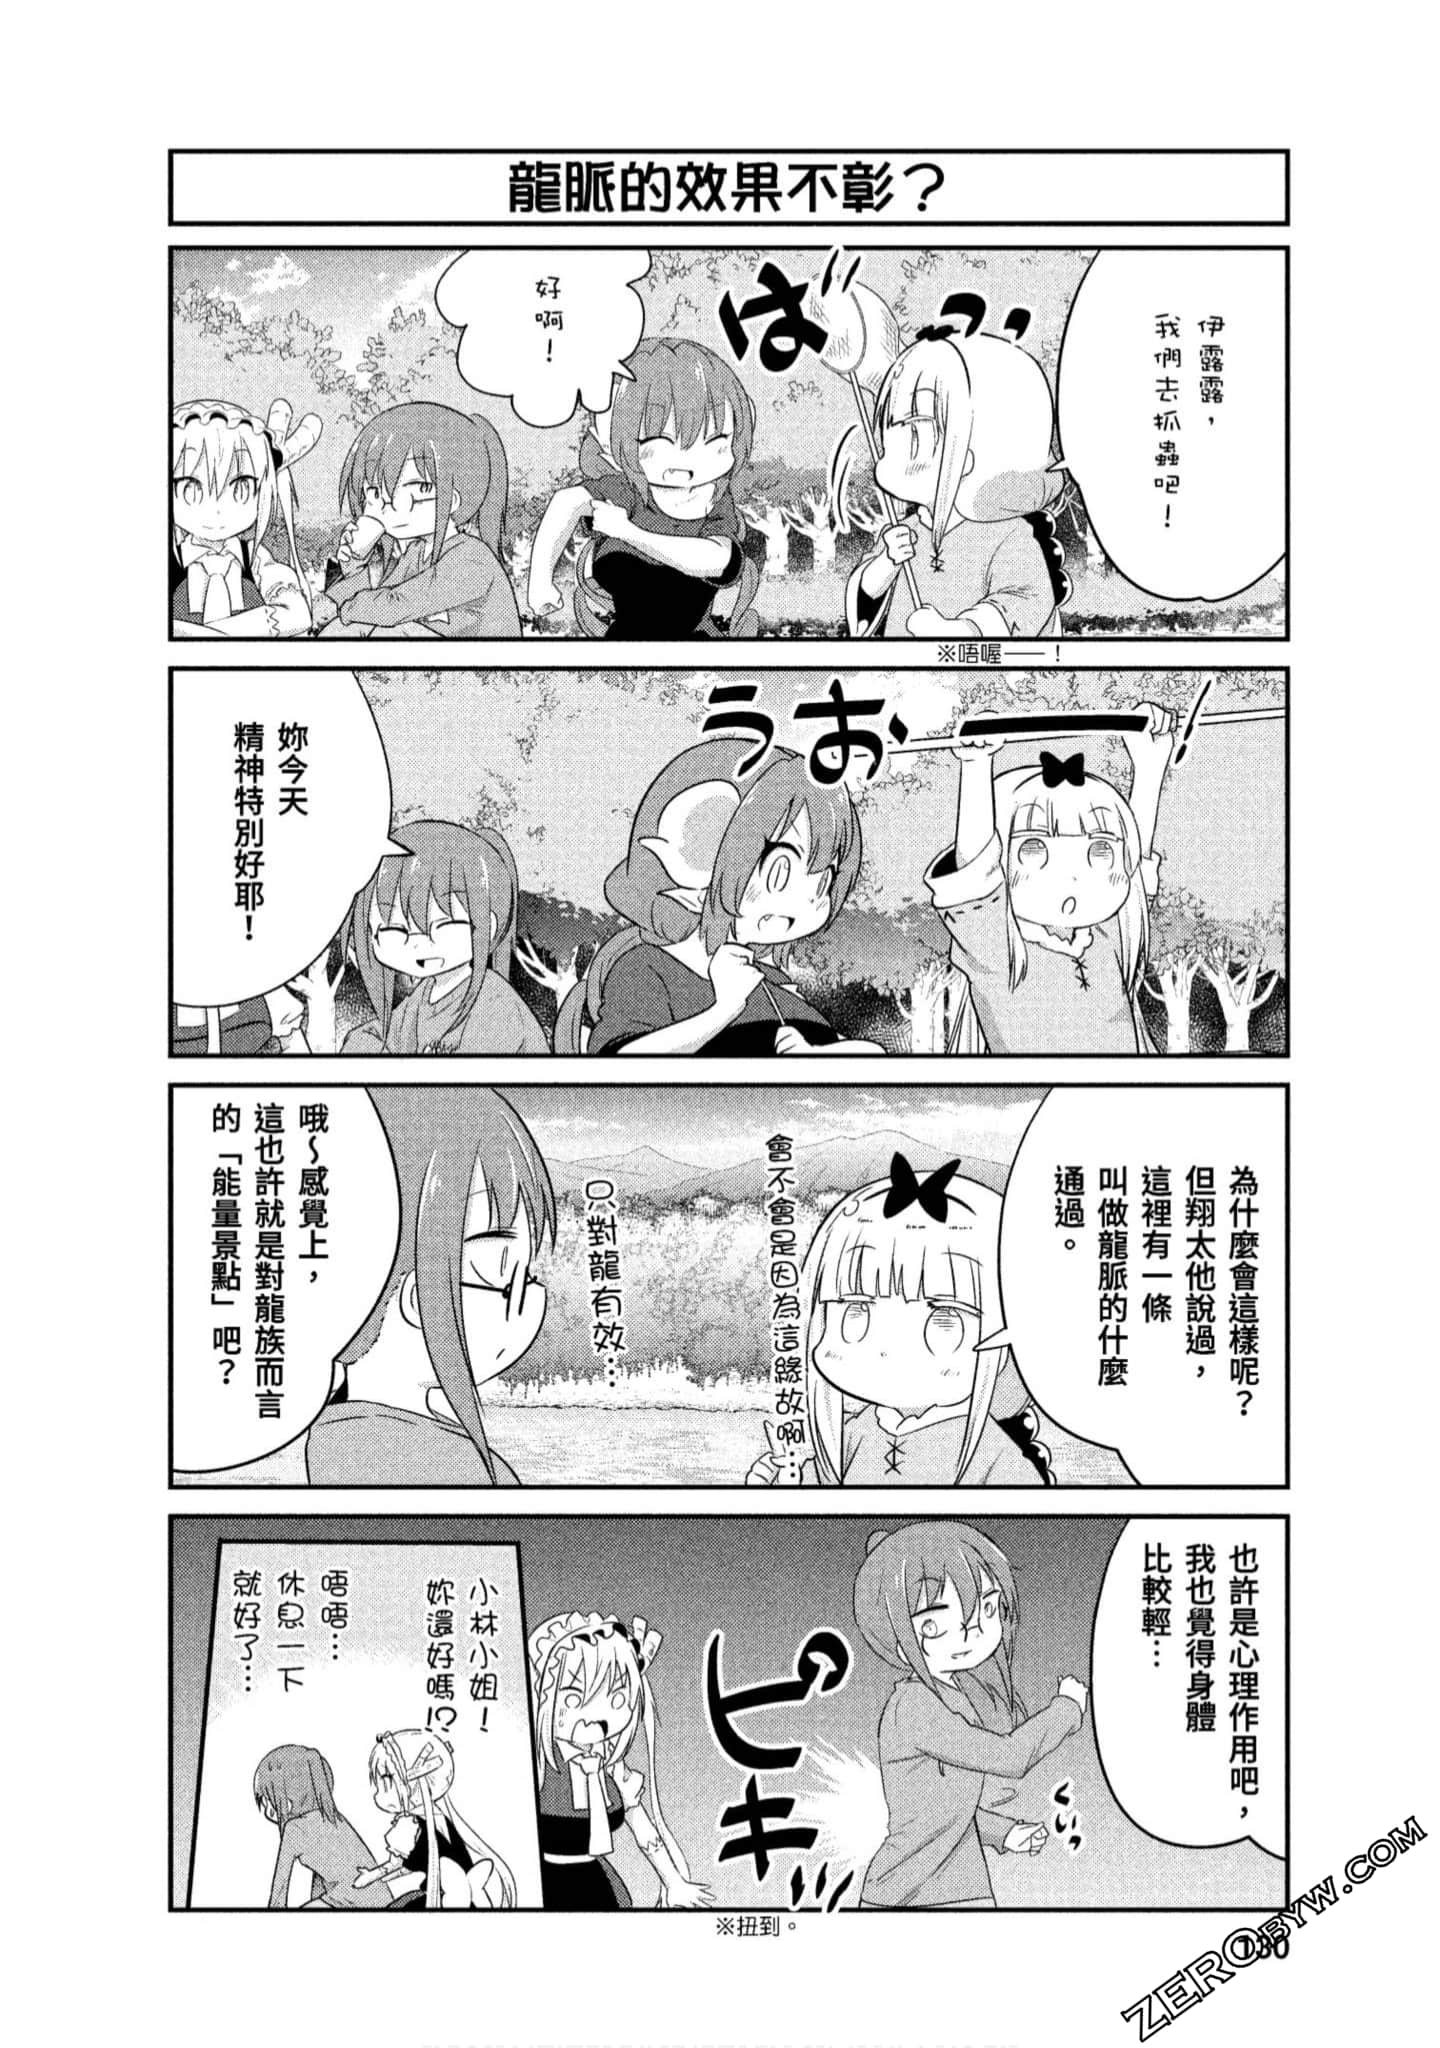 龍脈的效果不彰？
伊露露，
我們去抓蟲吧！
ばっ
好啊！
※唔喔——！
うお
妳今天
精神特別好耶！
為什麼會這樣呢？
但翔太他說過，
這裡有一條
叫做龍脈的什麼
通過。
會不會是因為這緣故啊…
只對龍有效…
哦～感覺上，
這也許就是對龍族而言
的「能量景點」吧？
也許是心理作用吧，
我也覺得身體
比較輕…
ぐいっ
ピキッ
小林小姐！
妳還好嗎!?
唔唔…
休息一下
就好了…
※扭到。
130
ZEROBYW.COM